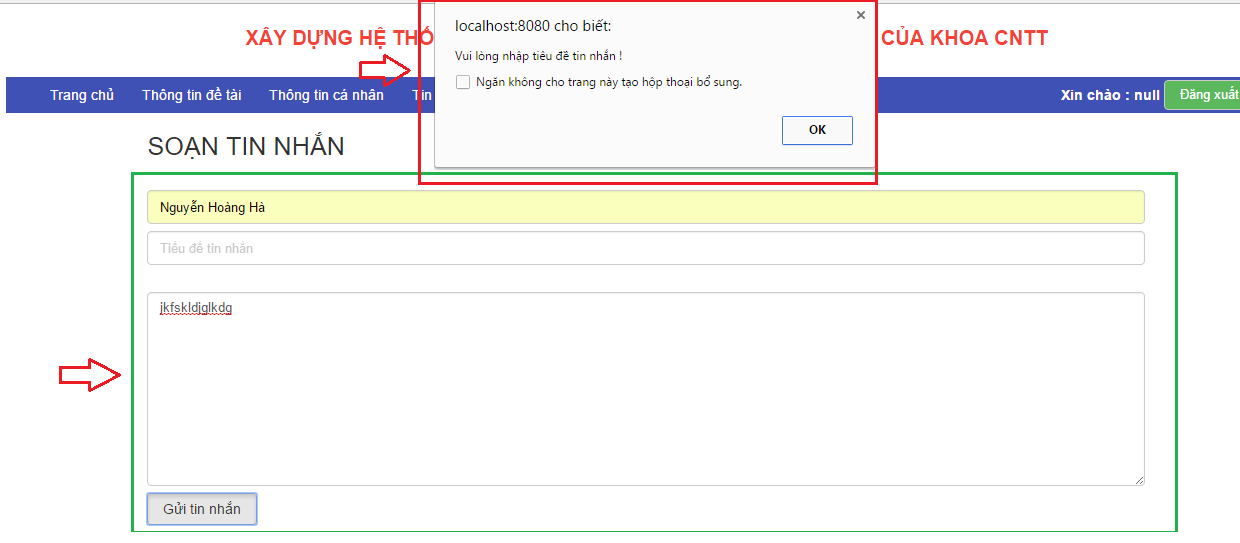 localhost:8080 cho biết:
Vui lòng nhập tiêu đề tin nhắn !
Ngăn không cho trang này tạo hộp thoại bổ sung.
OK
XÂY DỰNG HỆ THỐ CỦA KHOA CNTT
Trang chủ Thông tin đề tài Thông tin cá nhân Tin Xin chào : null Đăng xuất
SOẠN TIN NHẮN
Nguyễn Hoàng Hà
Tiêu đề tin nhắn
jkfskldjglkdg
Gửi tin nhắn